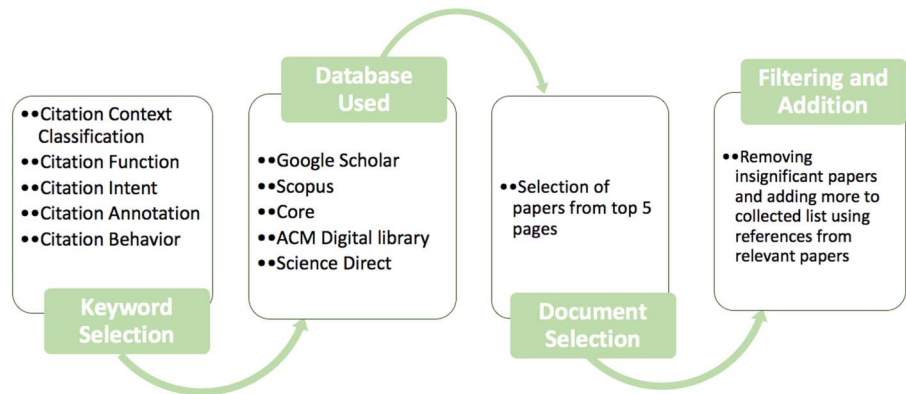 ••Citation Context
Classification
••Citation Function
••Citation Intent
••Citation Annotation
••Citation Behavior
Keyword
Selection
Database
Used
••Google Scholar
••Scopus
••Core
••ACM Digital library
••Science Direct
••Selection of
papers from top 5
pages
Document
Selection
Filtering and
Addition
••Removing
insignificant papers
and adding more to
collected list using
references from
relevant papers